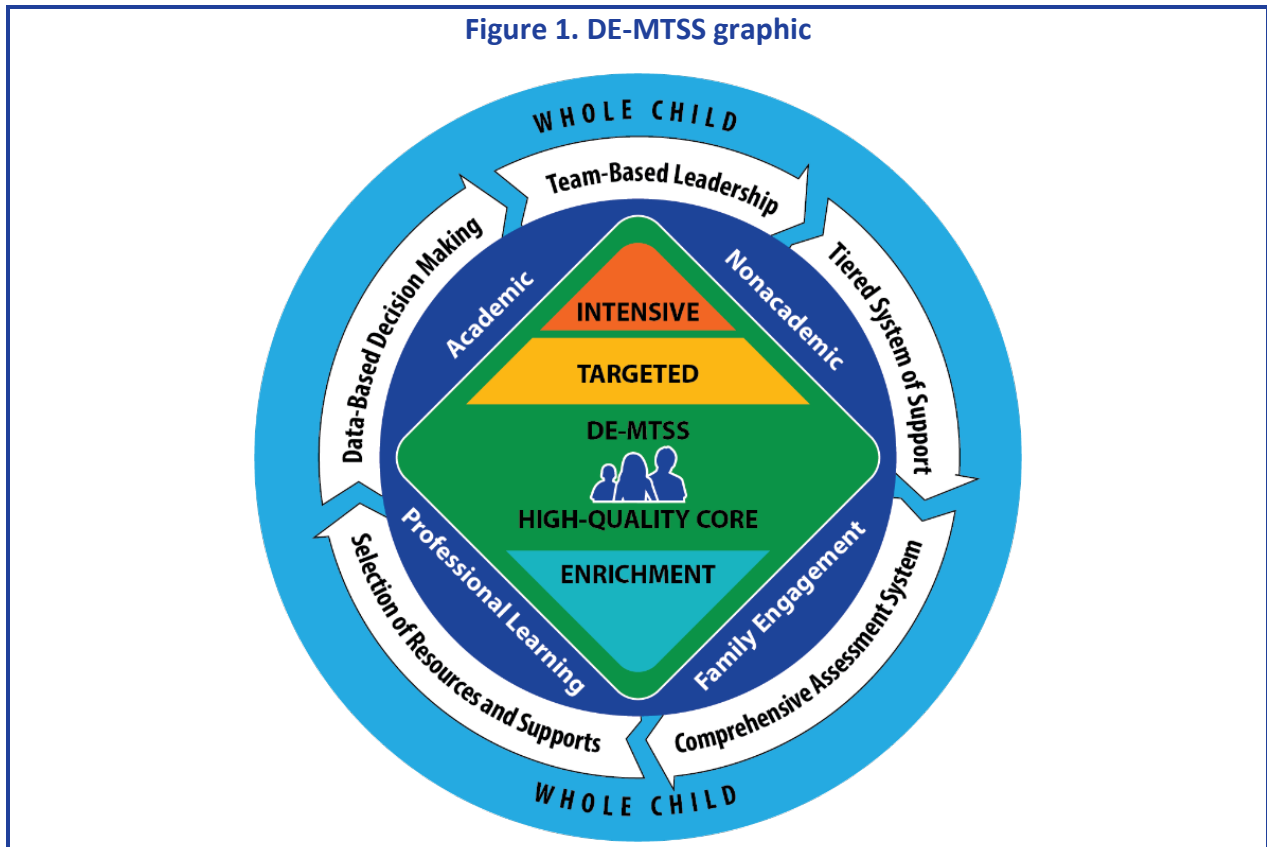 Figure 1. DE-MTSS graphic
WHOLE CHILD
Team-Based Leadership
Tiered System of Support
Comprehensive Assessment System
Selection of Resources and Supports
Data-Based Decision Making
Academic
Nonacademic
Family Engagement
Professional Learning
INTENSIVE
TARGETED
DE-MTSS
HIGH-QUALITY CORE
ENRICHMENT
WHOLE CHILD